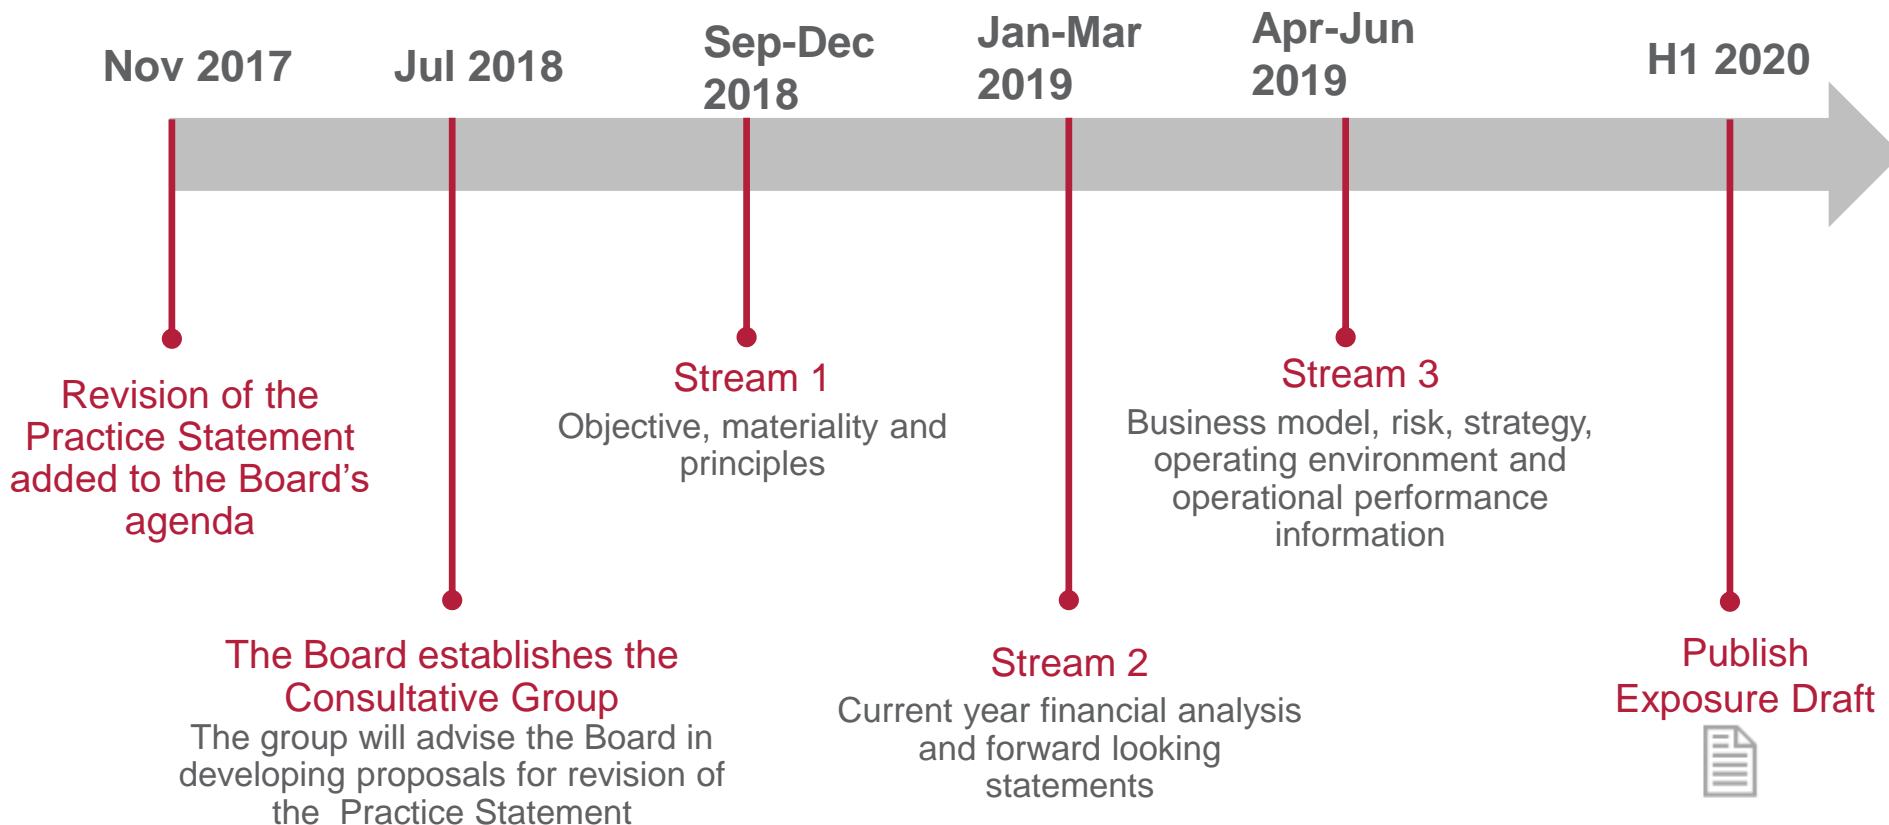 Nov 2017
Jul 2018
Sep-Dec
2018
Jan-Mar
2019
Apr-Jun
2019
H1 2020
Revision of the
Practice Statement
added to the Board’s
agenda
The Board establishes the
Consultative Group
The group will advise the Board in
developing proposals for revision of
the Practice Statement
Stream 1
Objective, materiality and
principles
Stream 2
Current year financial analysis
and forward looking
statements
Stream 3
Business model, risk, strategy,
operating environment and
operational performance
information
Publish
Exposure Draft